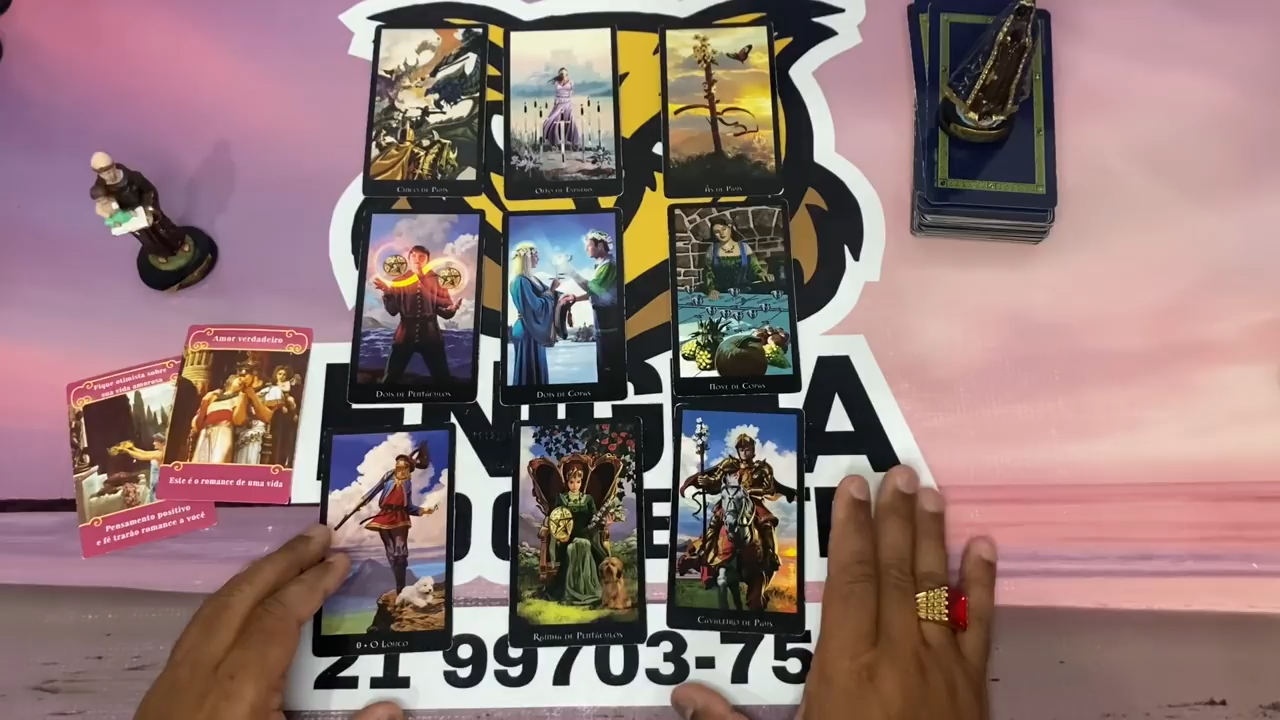 Cinco de Paus
Oito de Espadas
Ás de Paus
Dois de Pentáculos
Dois de Copas
Nove de Copas
Amor verdadeiro
Este é o romance de uma vida
Fique otimista sobre
sua vida amorosa
Pensamento positivo
e fé trarão romance a você
0 • O Louco
Rainha de Pentáculos
Cavaleiro de Paus
21 99703-75